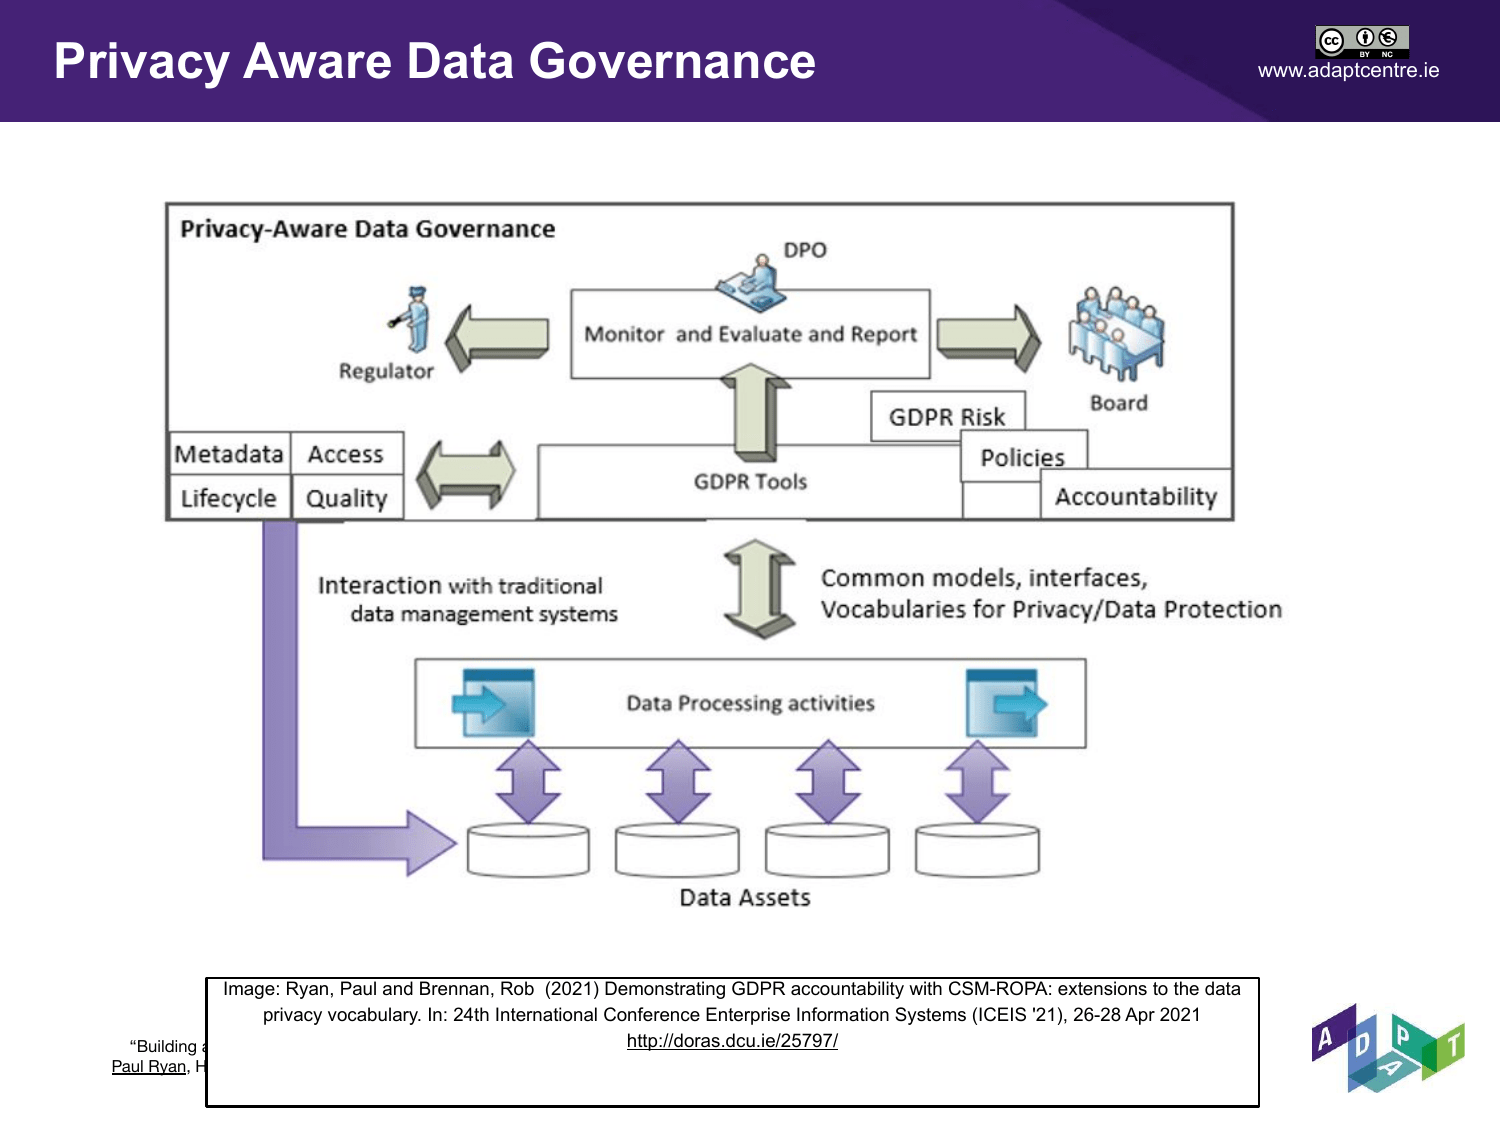 Privacy Aware Data Governance
cc BY NC
www.adaptcentre.ie
Privacy-Aware Data Governance
DPO
Monitor and Evaluate and Report
Regulator
Board
GDPR Risk
Policies
Accountability
Metadata Access
Lifecycle Quality
GDPR Tools
Interaction with traditional
data management systems
Common models, interfaces,
Vocabularies for Privacy/Data Protection
Data Processing activities
Data Assets
Image: Ryan, Paul and Brennan, Rob (2021) Demonstrating GDPR accountability with CSM-ROPA: extensions to the data
privacy vocabulary. In: 24th International Conference Enterprise Information Systems (ICEIS '21), 26-28 Apr 2021
http://doras.dcu.ie/25797/
“Building
Paul Ryan, H
ADAPT